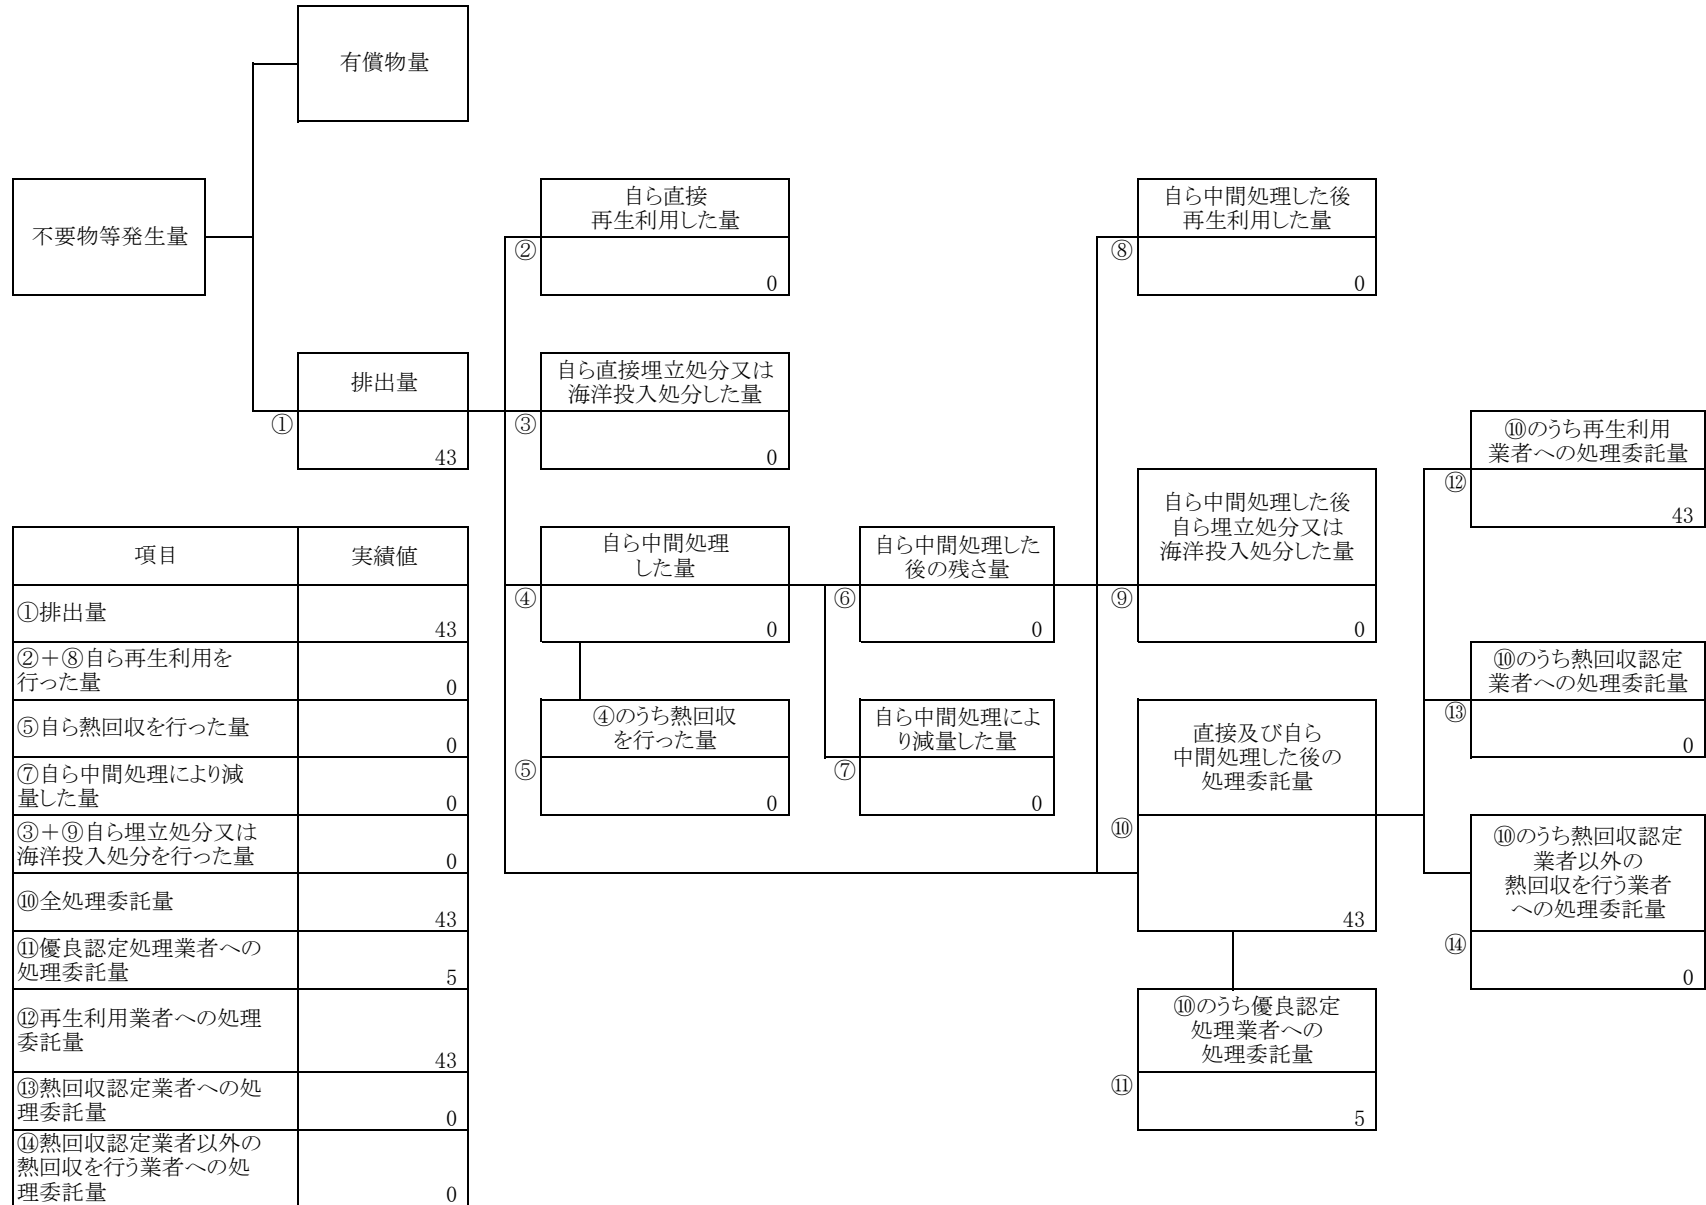 有償物量
不要物等発生量
自ら直接
再生利用した量
②
0
自ら中間処理した後
再生利用した量
⑧
0
排出量
①
43
自ら直接埋立処分又は
海洋投入処分した量
③
0
⑩のうち再生利用
業者への処理委託量
⑫
43
自ら中間処理した後
自ら埋立処分又は
海洋投入処分した量
⑨
0
自ら中間処理
した量
④
0
自ら中間処理した
後の残さ量
⑥
0
⑩のうち熱回収認定
業者への処理委託量
⑬
0
④のうち熱回収
を行った量
⑤
0
自ら中間処理によ
り減量した量
⑦
0
直接及び自ら
中間処理した後の
処理委託量
⑩
43
⑩のうち熱回収認定
業者以外の
熱回収を行う業者
への処理委託量
⑭
0
⑩のうち優良認定
処理業者への
処理委託量
⑪
5
項目 実績値
①排出量
43
②＋⑧自ら再生利用を
行った量
0
⑤自ら熱回収を行った量
0
⑦自ら中間処理により減
量した量
0
③＋⑨自ら埋立処分又は
海洋投入処分を行った量
0
⑩全処理委託量
43
⑪優良認定処理業者への
処理委託量
5
⑫再生利用業者への処理
委託量
43
⑬熱回収認定業者への処
理委託量
0
⑭熱回収認定業者以外の
熱回収を行う業者への処
理委託量
0